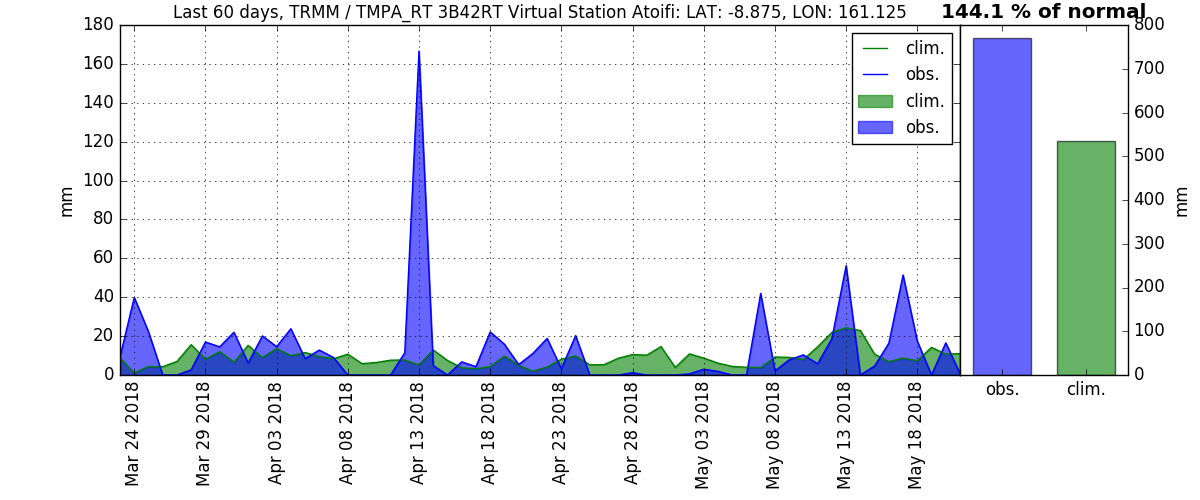 Last 60 days, TRMM / TMPA_RT 3B42RT Virtual Station Atoifi: LAT: -8.875, LON: 161.125
144.1 % of normal
180
160
140
120
100
80
60
40
20
0
mm
clim.
obs.
clim.
obs.
Mar 24 2018
Mar 29 2018
Apr 03 2018
Apr 08 2018
Apr 13 2018
Apr 18 2018
Apr 23 2018
Apr 28 2018
May 03 2018
May 08 2018
May 13 2018
May 18 2018
800
700
600
500
400
300
200
100
0
mm
obs.
clim.